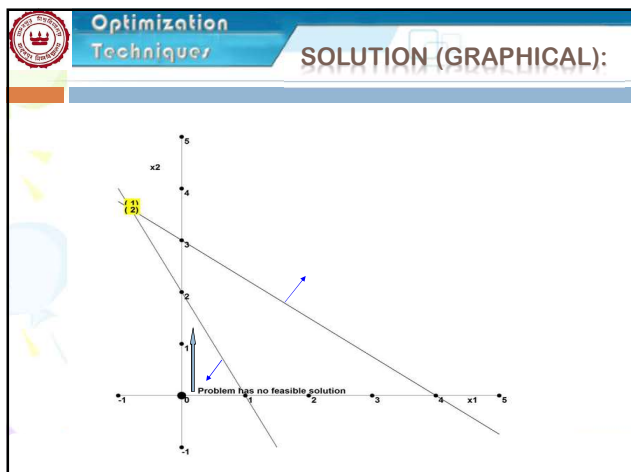 Optimization
Techniques
SOLUTION (GRAPHICAL):
5
x2
4
( 1)
( 2)
3
2
1
Problem has no feasible solution
-1
0
1
2
3
4
x1
5
-1